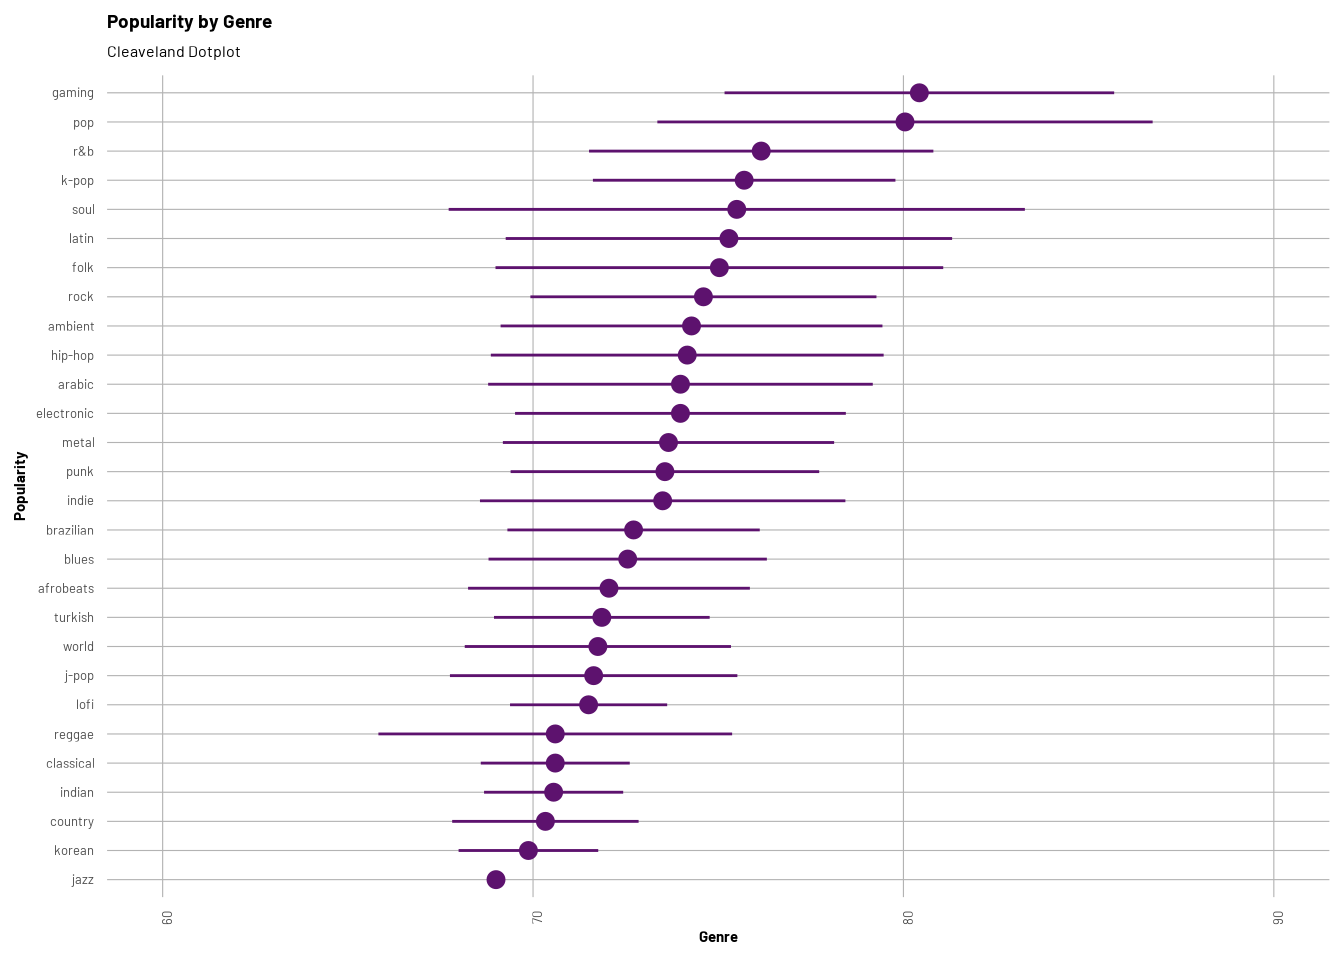 Popularity by Genre
Cleaveland Dotplot
gaming
pop
r&b
k-pop
soul
latin
folk
rock
ambient
hip-hop
arabic
electronic
metal
punk
indie
brazilian
blues
afrobeats
turkish
world
j-pop
lofi
reggae
classical
indian
country
korean
jazz
Popularity
60
70
80
90
Genre